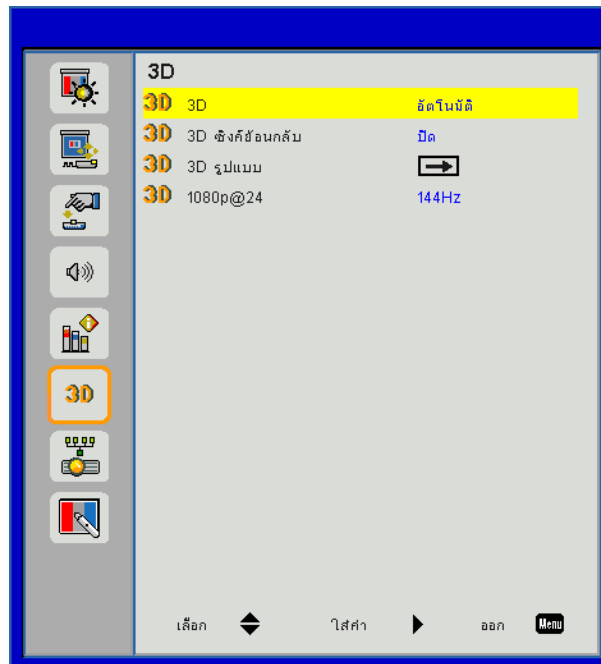 3D
3D 3D อัตโนมัติ
3D 3D ซิงค์ย้อนกลับ ปิด
3D 3D รูปแบบ
3D 1080p@24 144Hz
3D
เลือก ใส่ค่า ออก Menu